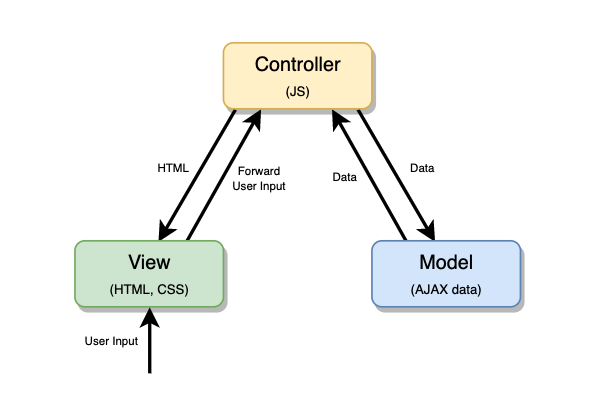 Controller
(JS)
HTML
Forward
User Input
Data
Data
View
(HTML, CSS)
Model
(AJAX data)
User Input